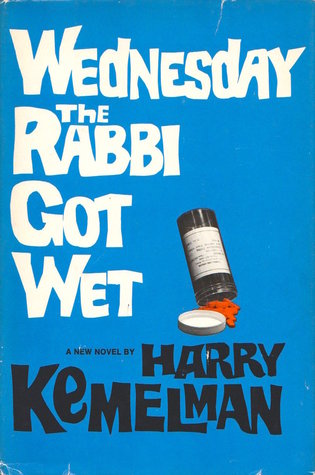 WEDNESDAY
THE
RABBI
GOT
WET
A NEW NOVEL BY HARRY
KEMELMAN